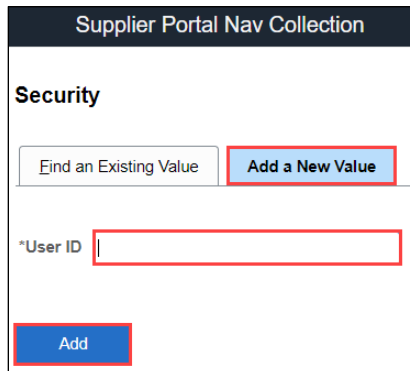 Supplier Portal Nav Collection
Security
Find an Existing Value Add a New Value
*User ID
Add